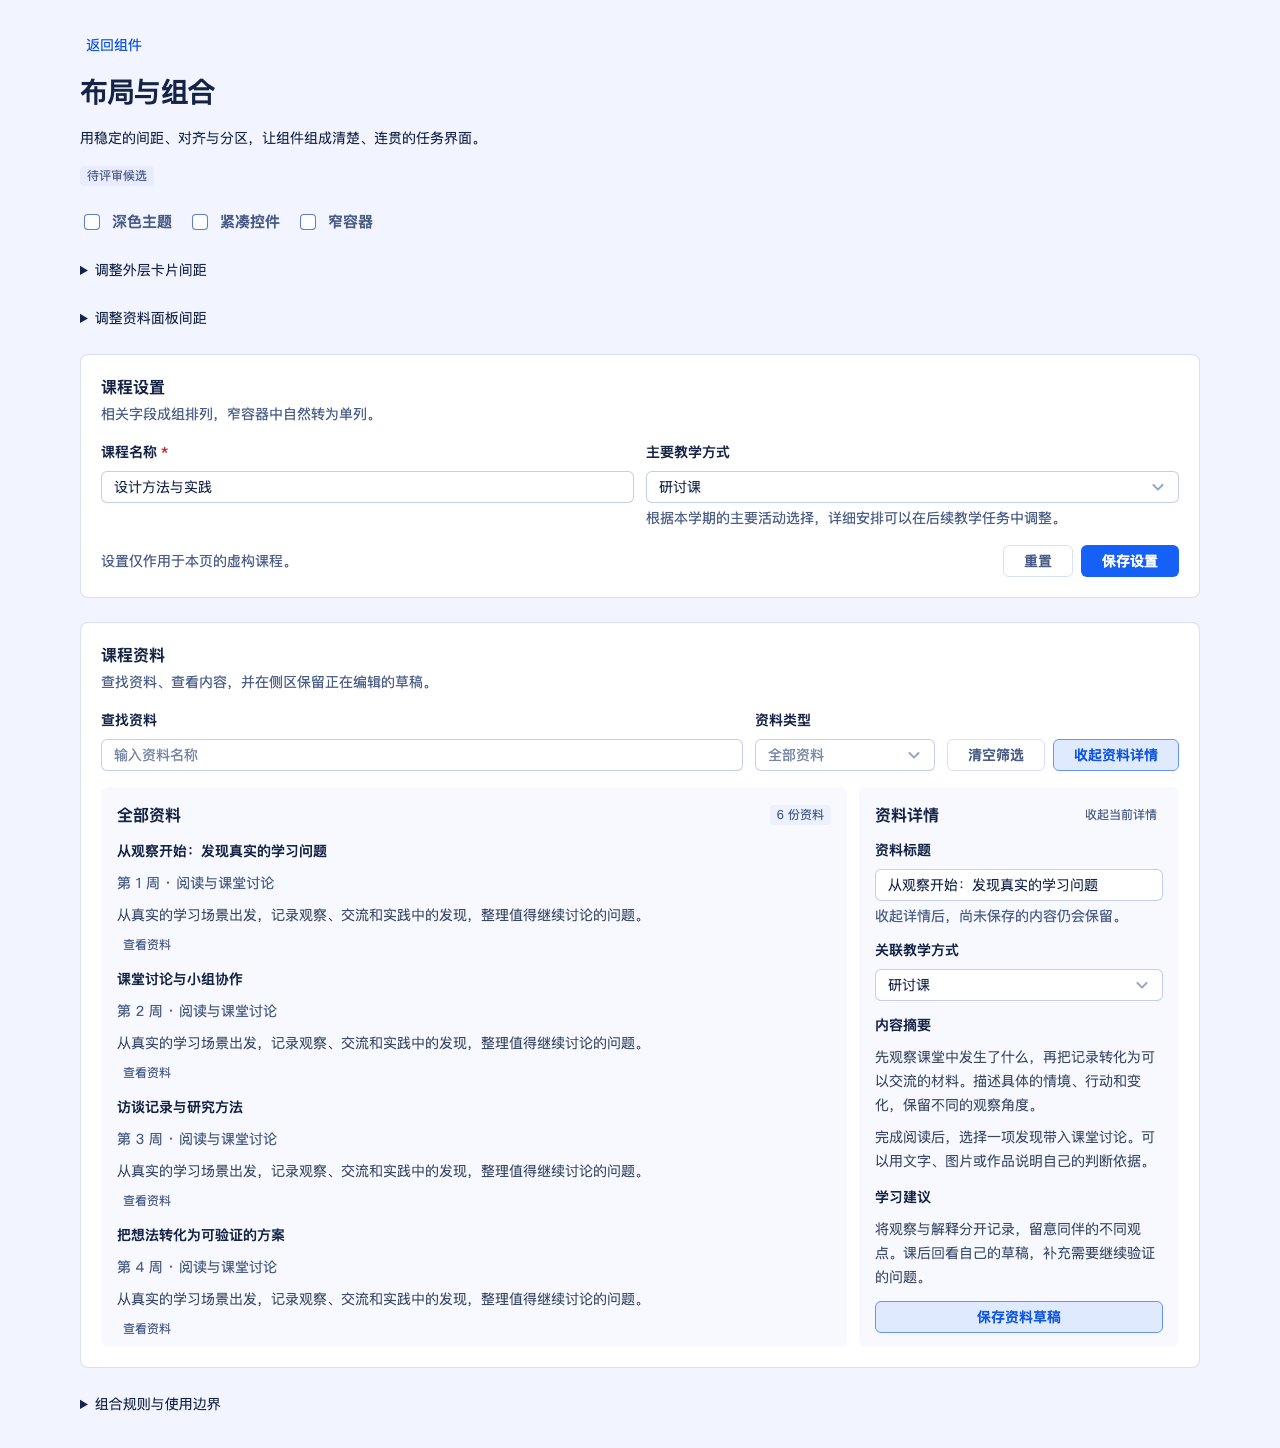 返回组件
布局与组合
用稳定的间距、对齐与分区，让组件组成清楚、连贯的任务界面。
待评审候选
深色主题 紧凑控件 窄容器
调整外层卡片间距
调整资料面板间距
课程设置
相关字段成组排列，窄容器中自然转为单列。
课程名称 * 主要教学方式
设计方法与实践 研讨课
根据本学期的主要活动选择，详细安排可以在后续教学任务中调整。
设置仅作用于本页的虚构课程。 重置 保存设置
课程资料
查找资料、查看内容，并在侧区保留正在编辑的草稿。
查找资料 资料类型
输入资料名称 全部资料 清空筛选 收起资料详情
全部资料 6 份资料
从观察开始：发现真实的学习问题
第 1 周 · 阅读与课堂讨论
从真实的学习场景出发，记录观察、交流和实践中的发现，整理值得继续讨论的问题。
查看资料
课堂讨论与小组协作
第 2 周 · 阅读与课堂讨论
从真实的学习场景出发，记录观察、交流和实践中的发现，整理值得继续讨论的问题。
查看资料
访谈记录与研究方法
第 3 周 · 阅读与课堂讨论
从真实的学习场景出发，记录观察、交流和实践中的发现，整理值得继续讨论的问题。
查看资料
把想法转化为可验证的方案
第 4 周 · 阅读与课堂讨论
从真实的学习场景出发，记录观察、交流和实践中的发现，整理值得继续讨论的问题。
查看资料
资料详情 收起当前详情
资料标题
从观察开始：发现真实的学习问题
收起详情后，尚未保存的内容仍会保留。
关联教学方式
研讨课
内容摘要
先观察课堂中发生了什么，再把记录转化为可
以交流的材料。描述具体的情境、行动和变
化，保留不同的观察角度。
完成阅读后，选择一项发现带入课堂讨论。可
以用文字、图片或作品说明自己的判断依据。
学习建议
将观察与解释分开记录，留意同伴的不同观
点。课后回看自己的草稿，补充需要继续验证
的问题。
保存资料草稿
组合规则与使用边界